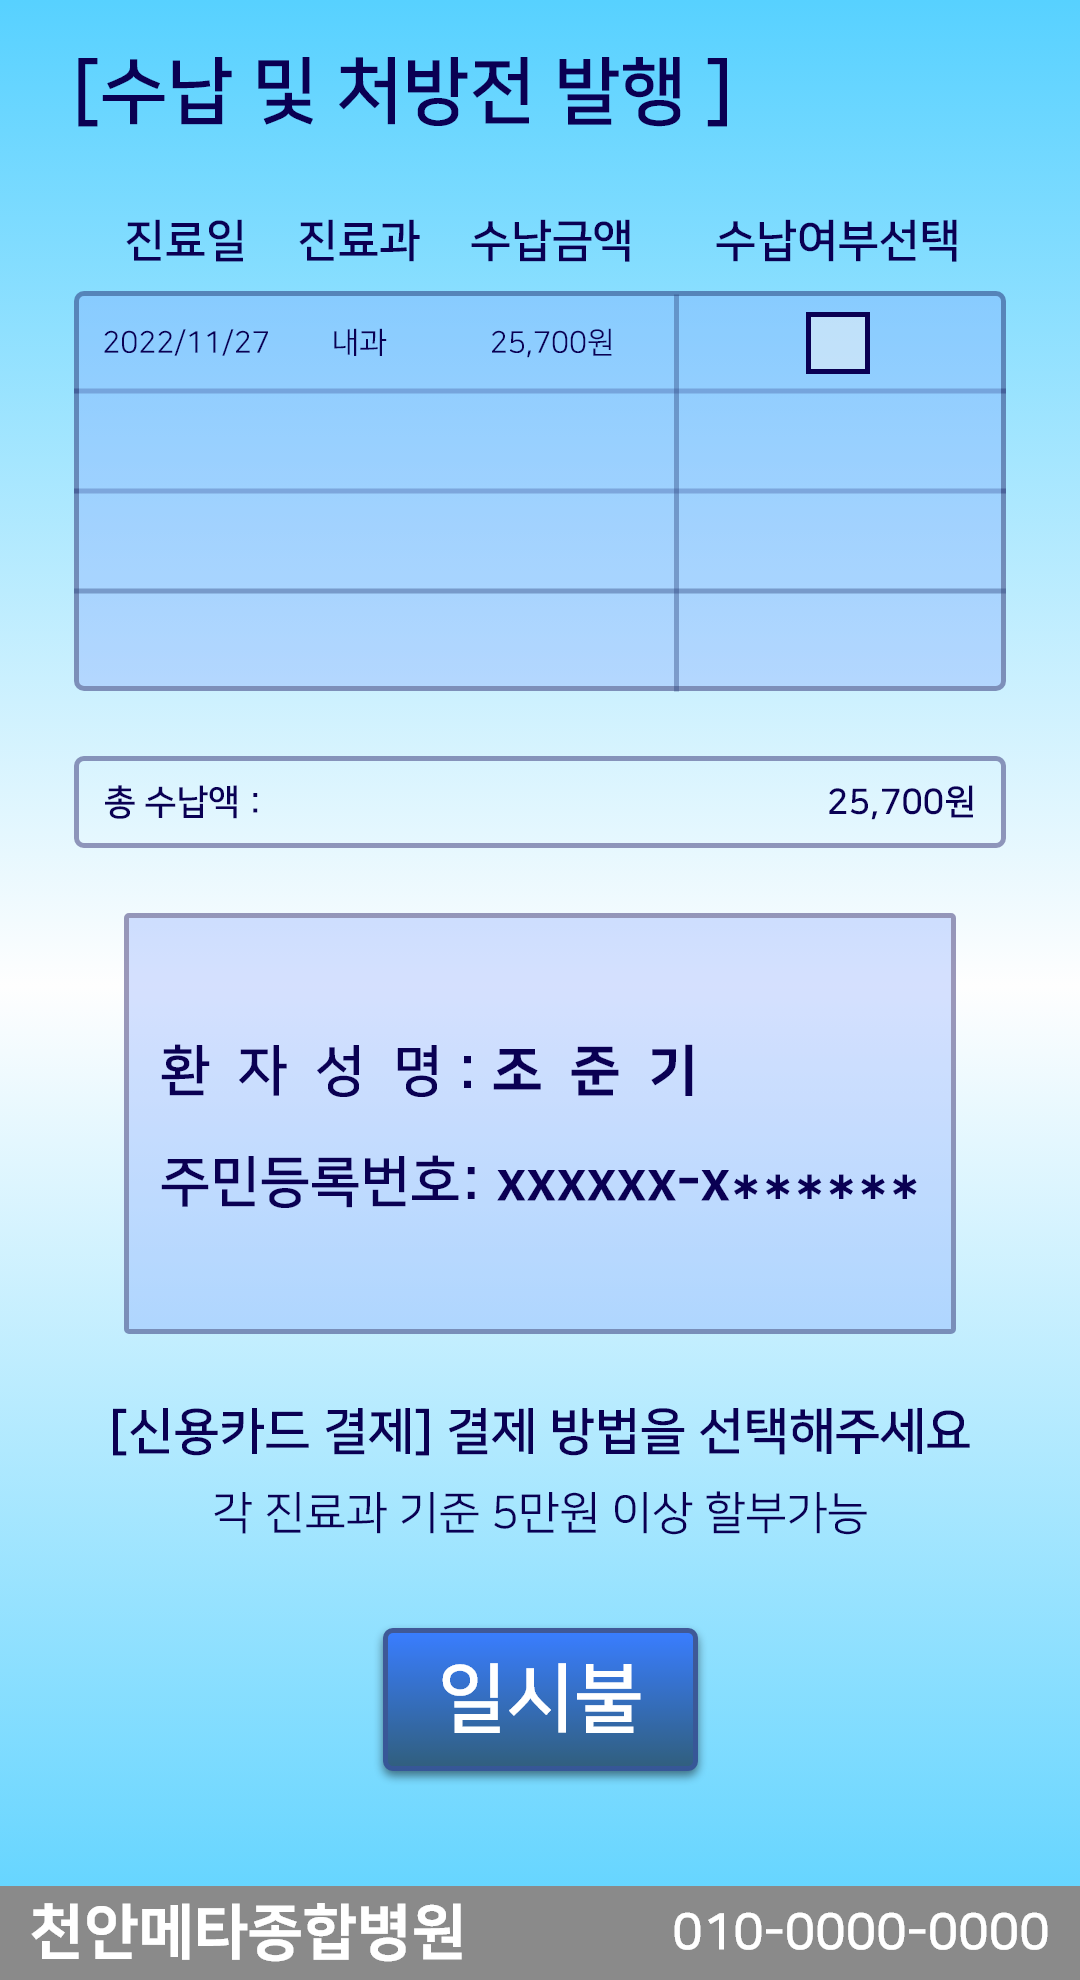 [수납 및 처방전 발행 ]
진료일 진료과 수납금액 수납여부선택
2022/11/27 내과 25,700원
총 수납액 : 25,700원
환 자 성 명 : 조 준 기
주민등록번호: xxxxxx-x******
[신용카드 결제] 결제 방법을 선택해주세요
각 진료과 기준 5만원 이상 할부가능
일시불
천안메타종합병원 010-0000-0000